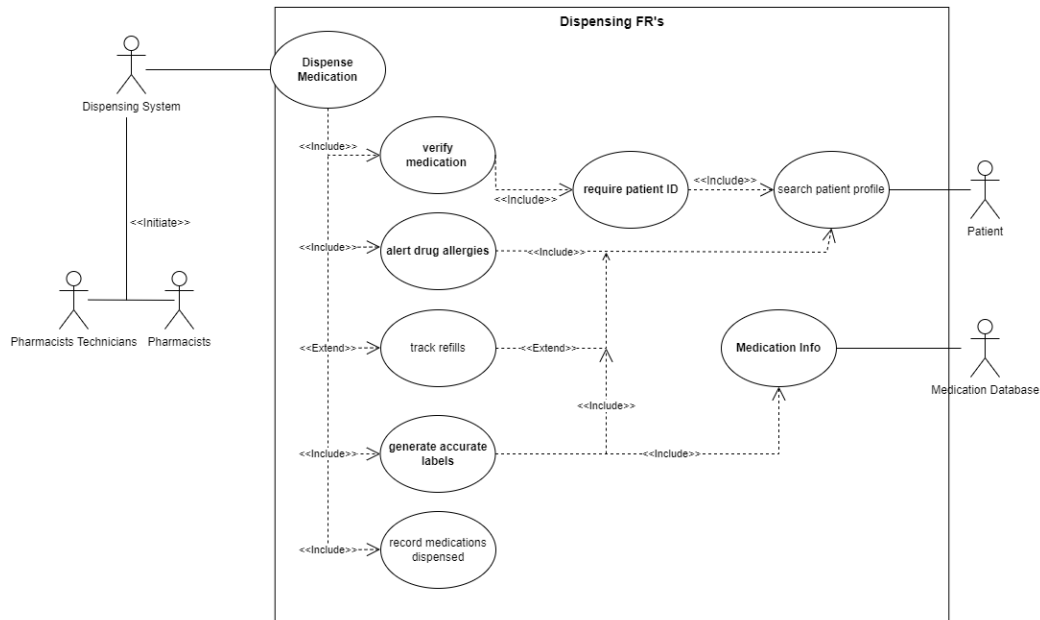 Dispensing FR's
Dispense
Medication
Dispensing System
<<Include>>
verify
medication
<<Include>>
require patient ID
<<Include>>
search patient profile
Patient
<<Initiate>>
<<Include>>
alert drug allergies
<<Include>>
Pharmacists Technicians
Pharmacists
<<Extend>>
track refills
<<Extend>>
Medication Info
Medication Database
<<Include>>
<<Include>>
generate accurate
labels
<<Include>>
<<Include>>
record medications
dispensed